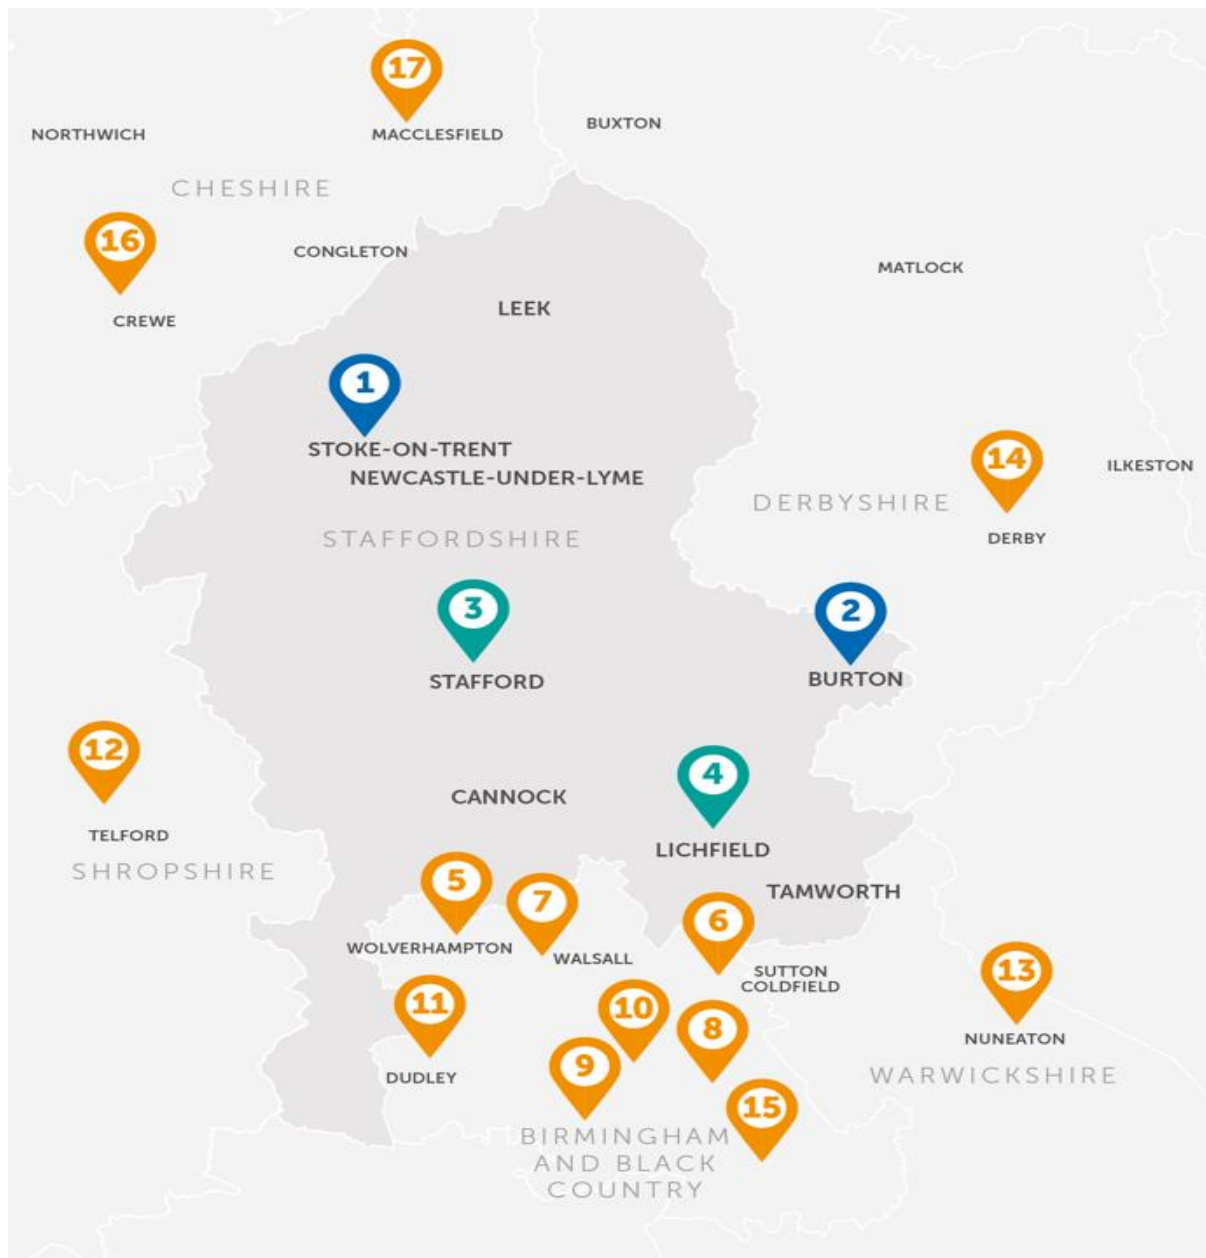 17
NORTHWICH
MACCLESFIELD
BUXTON
CHESHIRE
16
CONGLETON
MATLOCK
CREWE
LEEK
1
STOKE-ON-TRENT
NEWCASTLE-UNDER-LYME
14
ILKESTON
DERBYSHIRE
DERBY
STAFFORDSHIRE
3
2
STAFFORD
BURTON
12
4
CANNOCK
TELFORD
LICHFIELD
SHROPSHIRE
5
7
TAMWORTH
6
WOLVERHAMPTON
WALSALL
SUTTON
COLDFIELD
13
11
10
8
NUNEATON
9
DUDLEY
WARWICKSHIRE
15
BIRMINGHAM
AND BLACK
COUNTRY